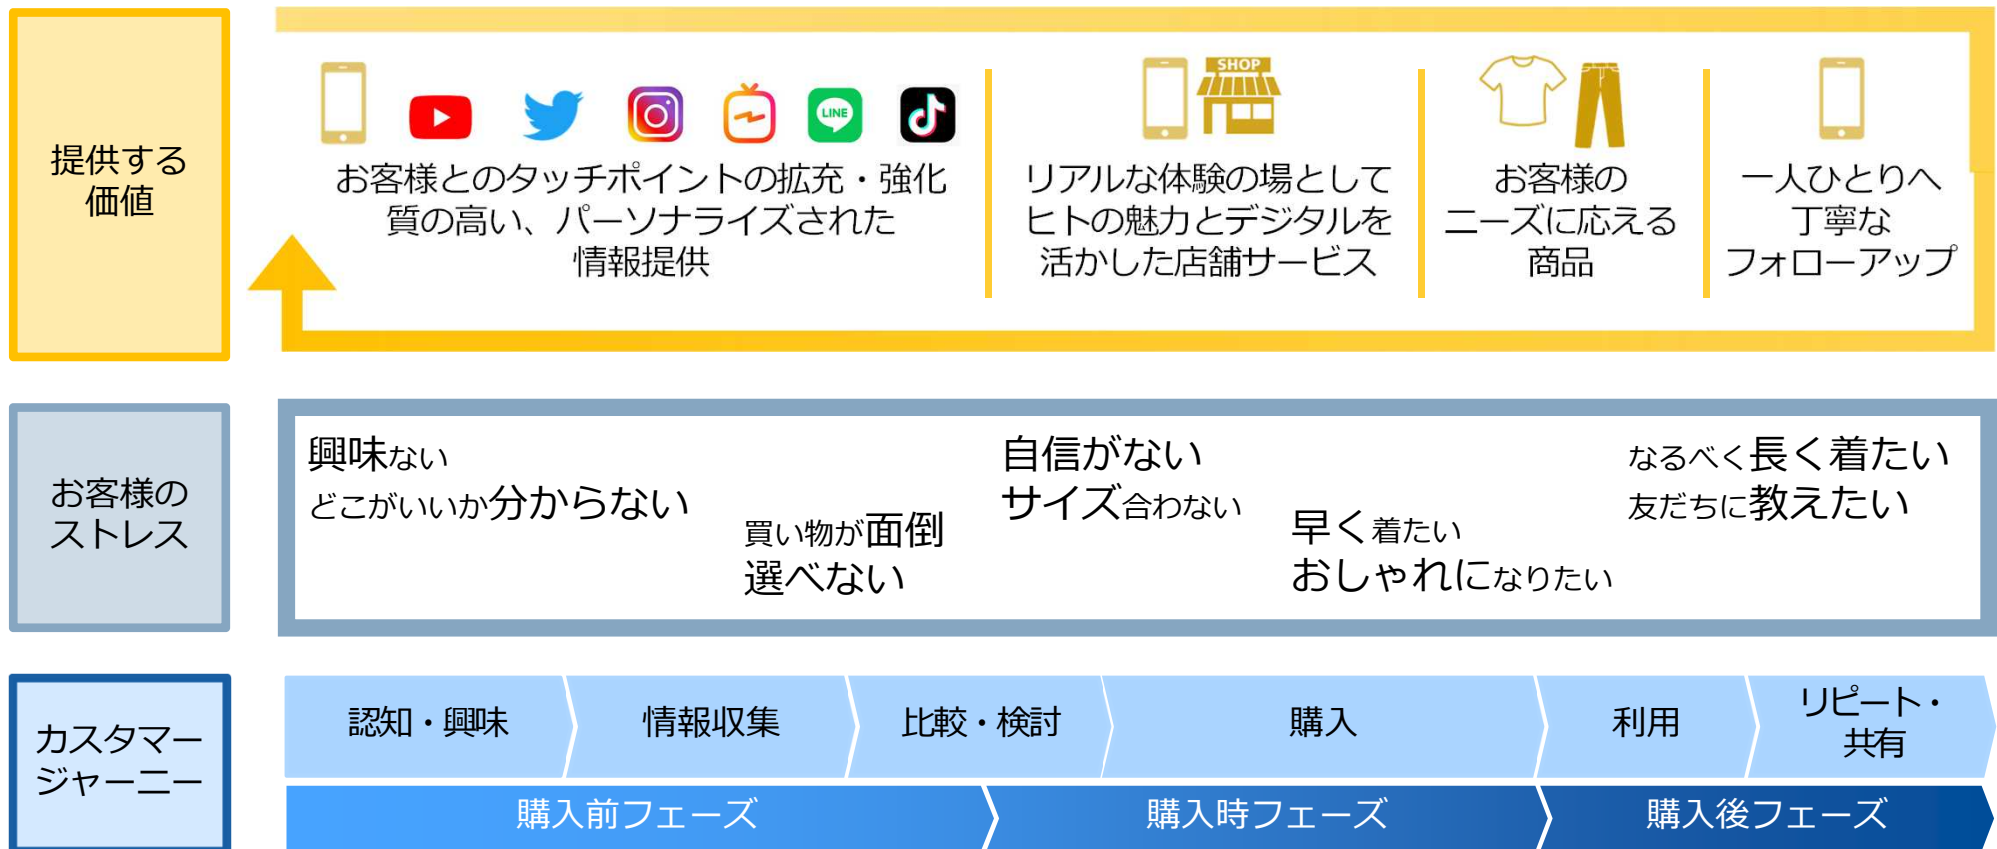 提供する
価値
SHOP
LINE
お客様とのタッチポイントの拡充・強化
質の高い、パーソナライズされた
情報提供
リアルな体験の場として
ヒトの魅力とデジタルを
活かした店舗サービス
お客様の
ニーズに応える
商品
一人ひとりへ
丁寧な
フォローアップ
お客様の
ストレス
興味ない
どこがいいか分からない
買い物が面倒
選べない
自信がない
サイズ合わない
早く着たい
おしゃれになりたい
なるべく長く着たい
友だちに教えたい
カスタマー
ジャーニー
認知・興味
情報収集
比較・検討
購入
利用
リピート・
共有
購入前フェーズ
購入時フェーズ
購入後フェーズ